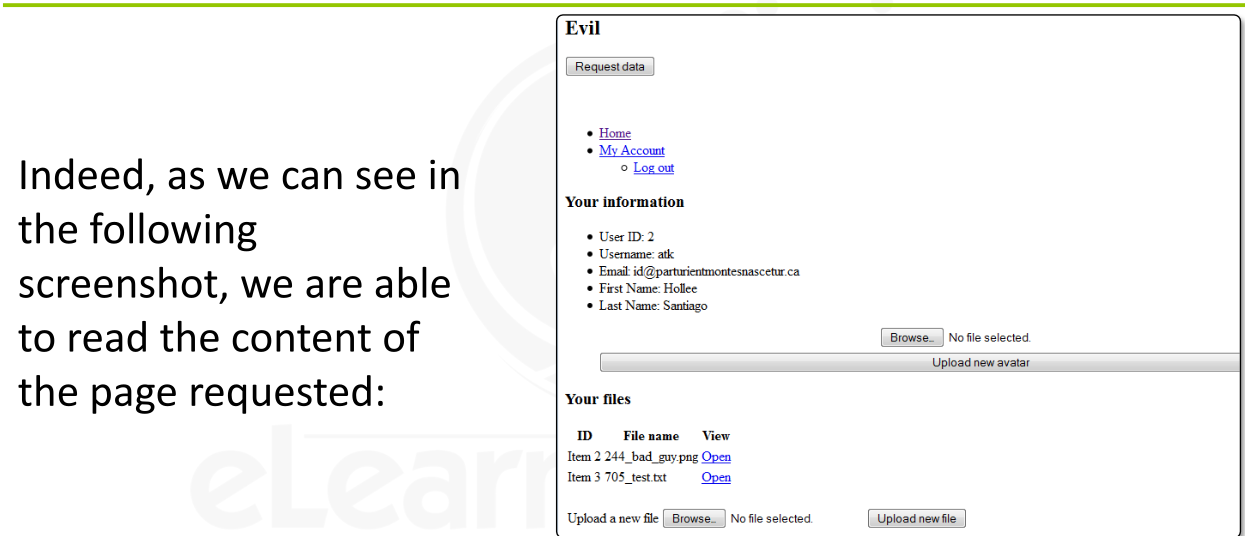 Indeed, as we can see in
the following
screenshot, we are able
to read the content of
the page requested:
Evil
Request data
Home
My Account
Log out
Your information
User ID: 2
Username: atk
Email: id@parturientmontesnascetur.ca
First Name: Hollee
Last Name: Santiago
Browse... No file selected.
Upload new avatar
Your files
ID File name View
Item 2 244_bad_guy.png Open
Item 3 705_test.txt Open
Upload a new file Browse... No file selected. Upload new file